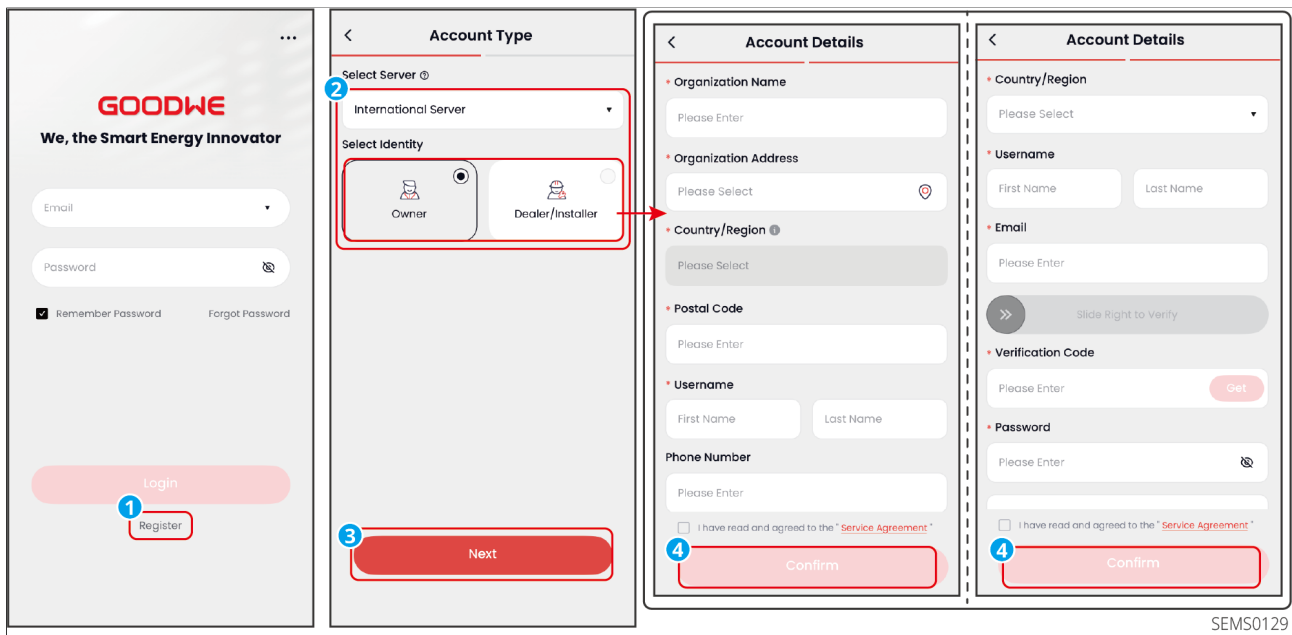 GOODWE
We, the Smart Energy Innovator
Email
Password
Remember Password Forgot Password
Login
1
Register
Account Type
Select Server
2
International Server
Select Identity
Owner Dealer/Installer
3
Next
Account Details
* Organization Name
Please Enter
* Organization Address
Please Select
* Country/Region
Please Select
* Postal Code
Please Enter
* Username
First Name Last Name
Phone Number
Please Enter
I have read and agreed to the " Service Agreement "
4
Confirm
Account Details
* Country/Region
Please Select
* Username
First Name Last Name
* Email
Please Enter
Slide Right to Verify
* Verification Code
Please Enter Get
* Password
Please Enter
I have read and agreed to the " Service Agreement "
4
Confirm
SEMS0129